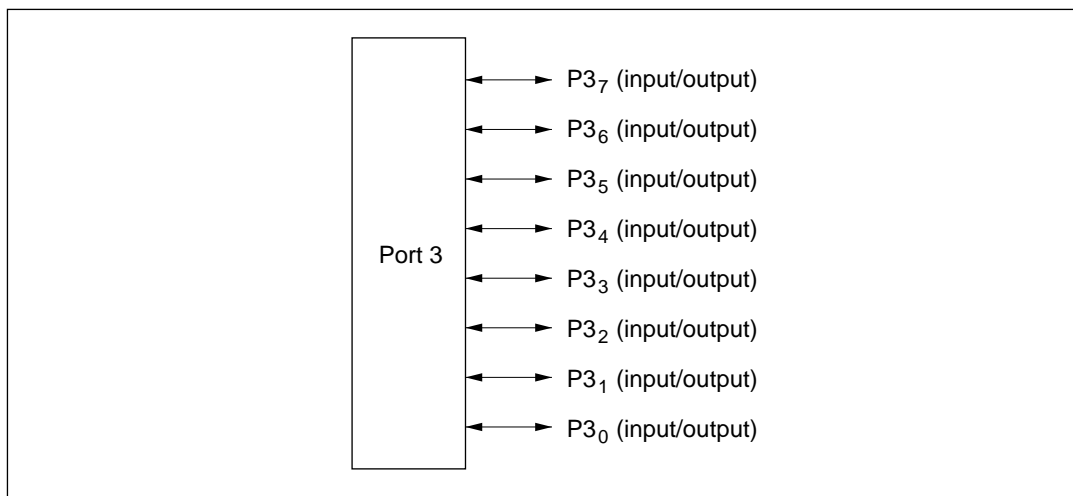 P3₇ (input/output)
P3₆ (input/output)
P3₅ (input/output)
P3₄ (input/output)
Port 3
P3₃ (input/output)
P3₂ (input/output)
P3₁ (input/output)
P3₀ (input/output)